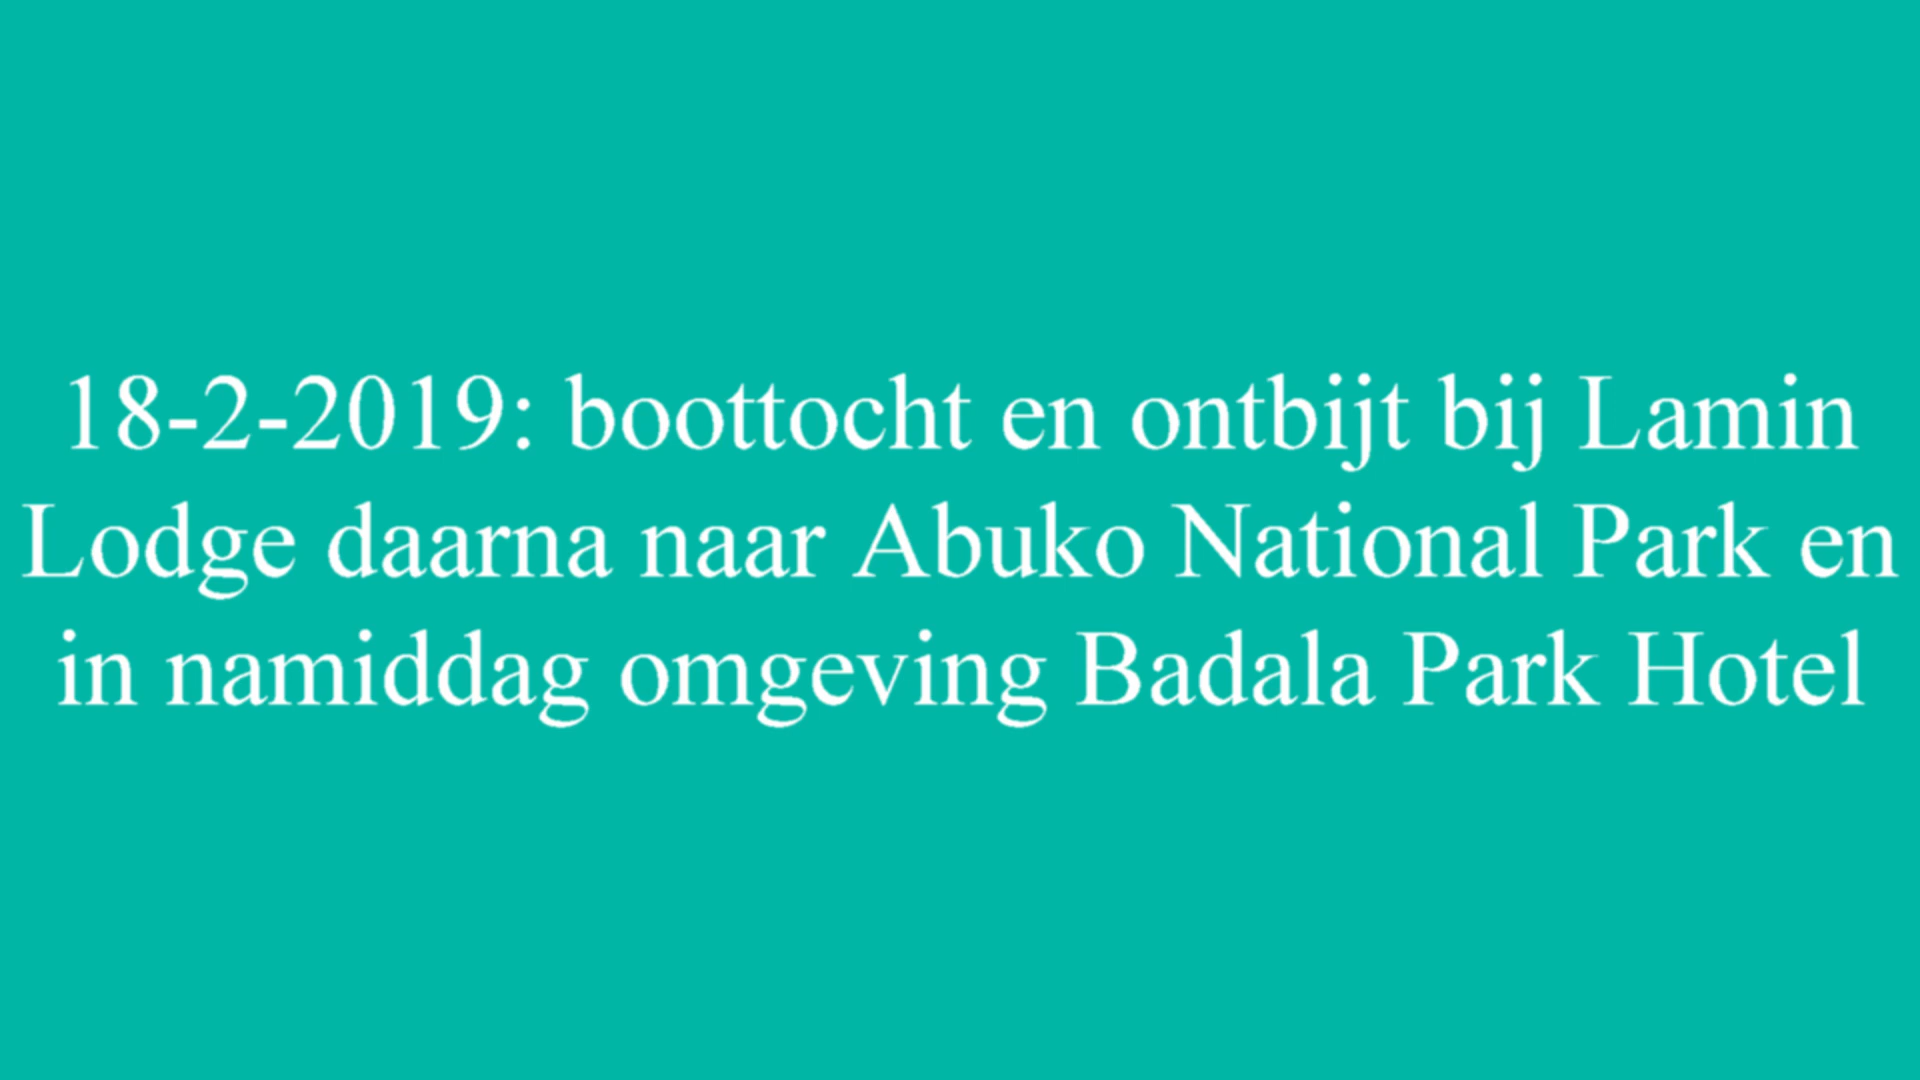 18-2-2019: boottocht en ontbijt bij Lamin
Lodge daarna naar Abuko National Park en
in namiddag omgeving Badala Park Hotel